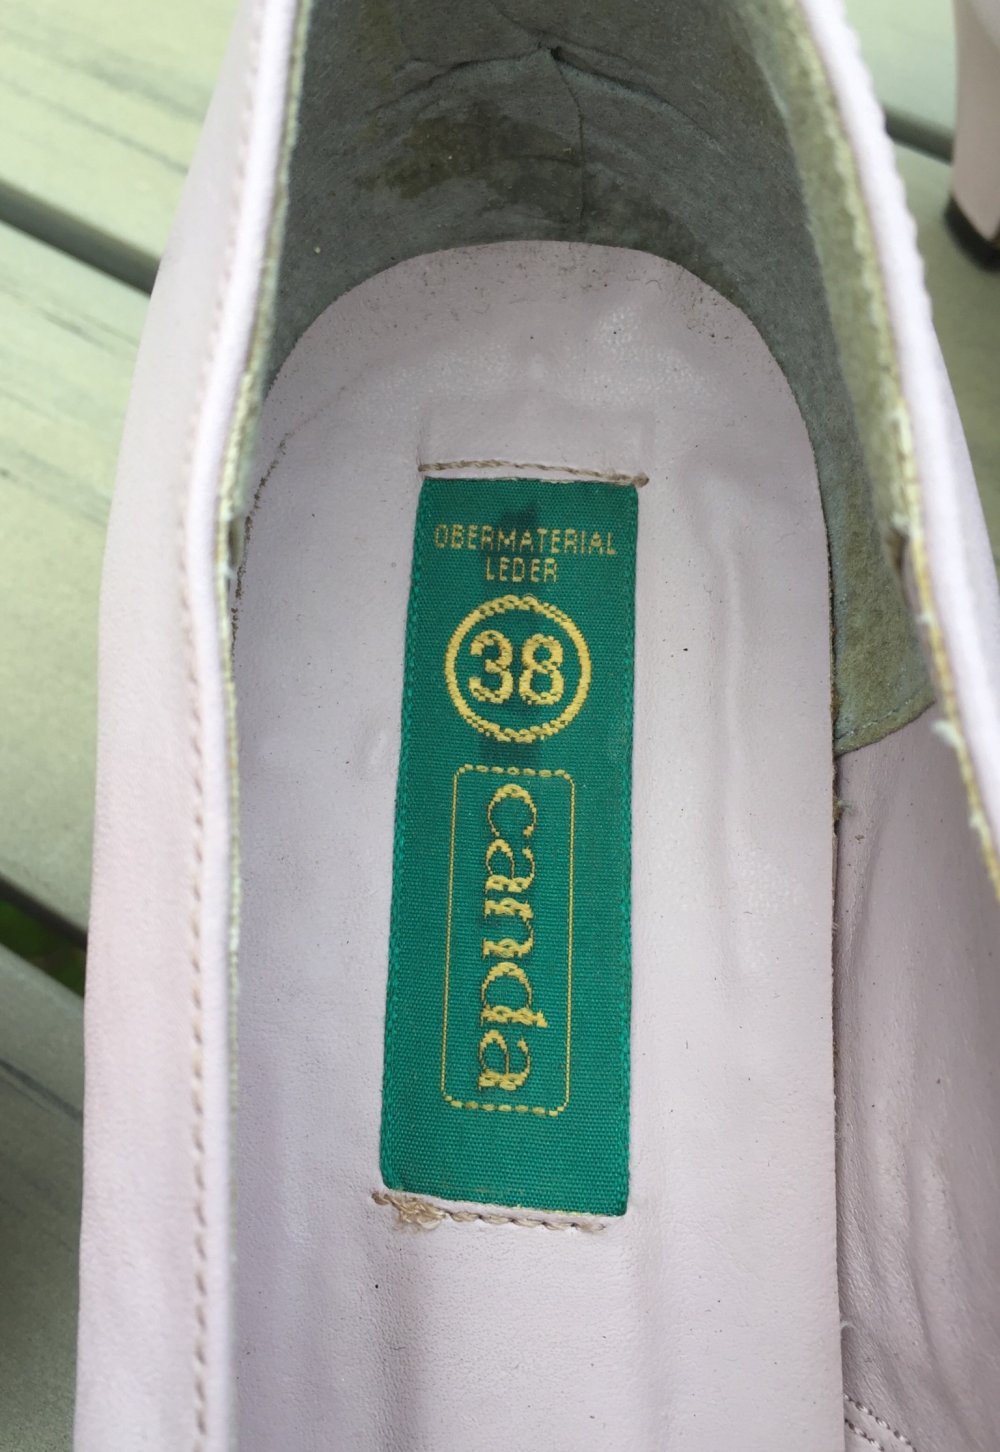 OBERMATERIAL
LEDER
38
canda